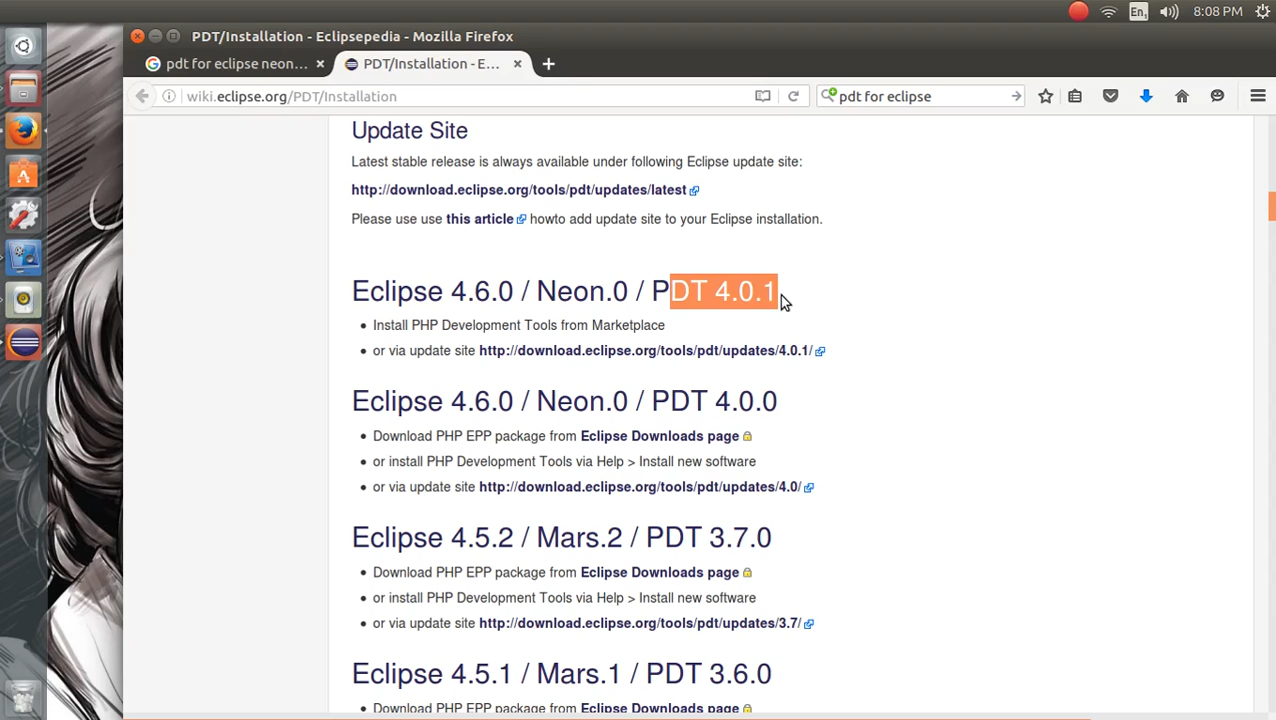 En1
8:08 PM
PDT/Installation - Eclipsepedia - Mozilla Firefox
pdt for eclipse neon...
PDT/Installation - E...
wiki.eclipse.org/PDT/Installation
pdt for eclipse
Update Site
Latest stable release is always available under following Eclipse update site:
http://download.eclipse.org/tools/pdt/updates/latest
Please use use this article howto add update site to your Eclipse installation.
Eclipse 4.6.0 / Neon.0 / PDT 4.0.1
• Install PHP Development Tools from Marketplace
• or via update site http://download.eclipse.org/tools/pdt/updates/4.0.1/
Eclipse 4.6.0 / Neon.0 / PDT 4.0.0
• Download PHP EPP package from Eclipse Downloads page
• or install PHP Development Tools via Help > Install new software
• or via update site http://download.eclipse.org/tools/pdt/updates/4.0/
Eclipse 4.5.2 / Mars.2 / PDT 3.7.0
• Download PHP EPP package from Eclipse Downloads page
• or install PHP Development Tools via Help > Install new software
• or via update site http://download.eclipse.org/tools/pdt/updates/3.7/
Eclipse 4.5.1 / Mars.1 / PDT 3.6.0
• Download PHP EPP package from Eclipse Downloads page